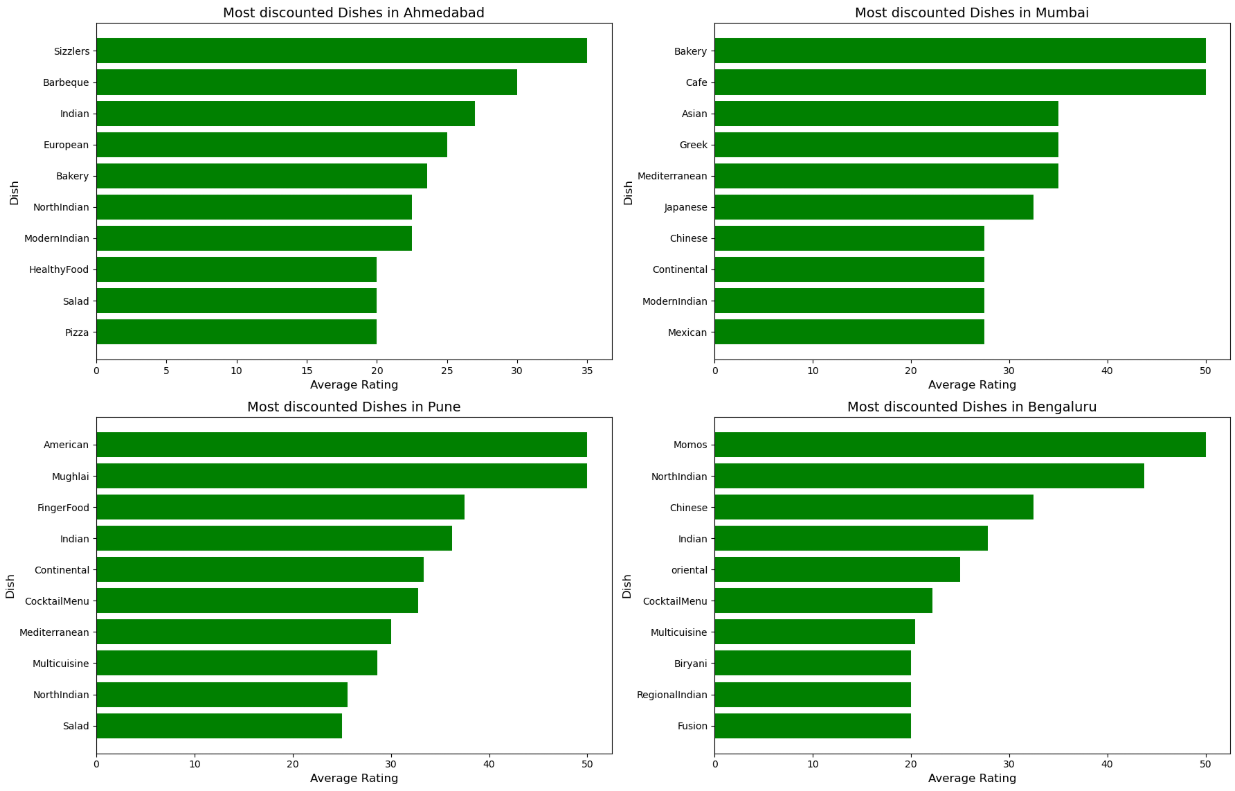 Most discounted Dishes in Ahmedabad
Dish
Sizzlers
Barbeque
Indian
European
Bakery
NorthIndian
ModernIndian
HealthyFood
Salad
Pizza
0 5 10 15 20 25 30 35
Average Rating
Most discounted Dishes in Mumbai
Dish
Bakery
Cafe
Asian
Greek
Mediterranean
Japanese
Chinese
Continental
ModernIndian
Mexican
0 10 20 30 40 50
Average Rating
Most discounted Dishes in Pune
Dish
American
Mughlai
FingerFood
Indian
Continental
CocktailMenu
Mediterranean
Multicuisine
NorthIndian
Salad
0 10 20 30 40 50
Average Rating
Most discounted Dishes in Bengaluru
Dish
Momos
NorthIndian
Chinese
Indian
oriental
CocktailMenu
Multicuisine
Biryani
RegionalIndian
Fusion
0 10 20 30 40 50
Average Rating